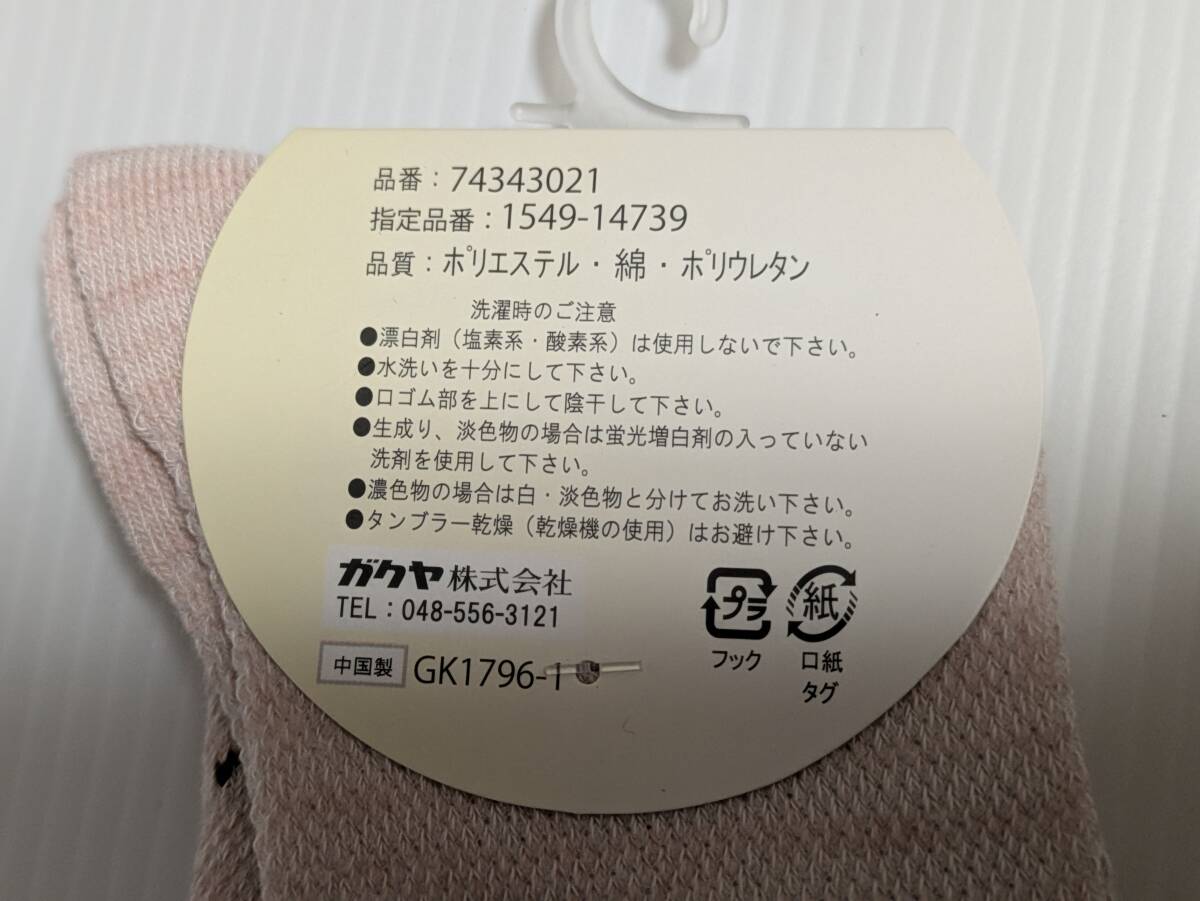 品番：74343021
指定品番：1549-14739
品質：ポリエステル・綿・ポリウレタン
洗濯時のご注意
●漂白剤（塩素系・酸素系）は使用しないで下さい。
●水洗いを十分にして下さい。
●口ゴム部を上にして陰干して下さい。
●生成り、淡色物の場合は蛍光増白剤の入っていない
洗剤を使用して下さい。
●濃色物の場合は白・淡色物と分けてお洗い下さい。
●タンブラー乾燥（乾燥機の使用）はお避け下さい。
ガクヤ株式会社
TEL：048-556-3121
中国製 GK1796-1
プラ 紙
フック 口紙
タグ